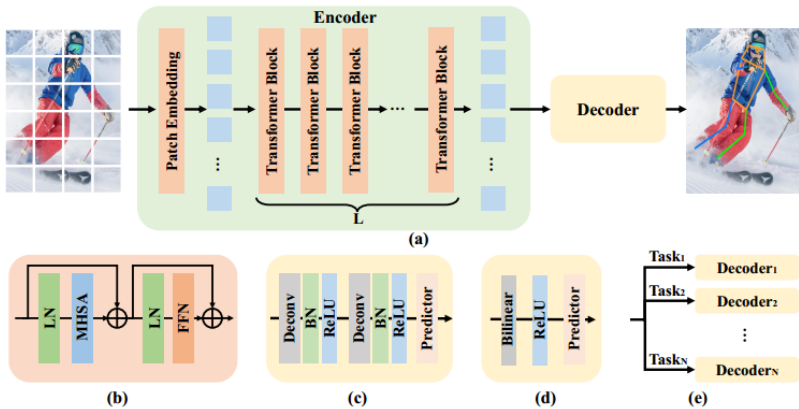 Encoder
Patch Embedding
...
Transformer Block
Transformer Block
Transformer Block
...
Transformer Block
...
L
Decoder
(a)
LN
MHSA
LN
FFN
(b)
Deconv
BN
ReLU
Deconv
BN
ReLU
Predictor
(c)
Bilinear
ReLU
Predictor
(d)
Task₁
Decoder₁
Task₂
Decoder₂
...
Taskₙ
Decoderₙ
(e)